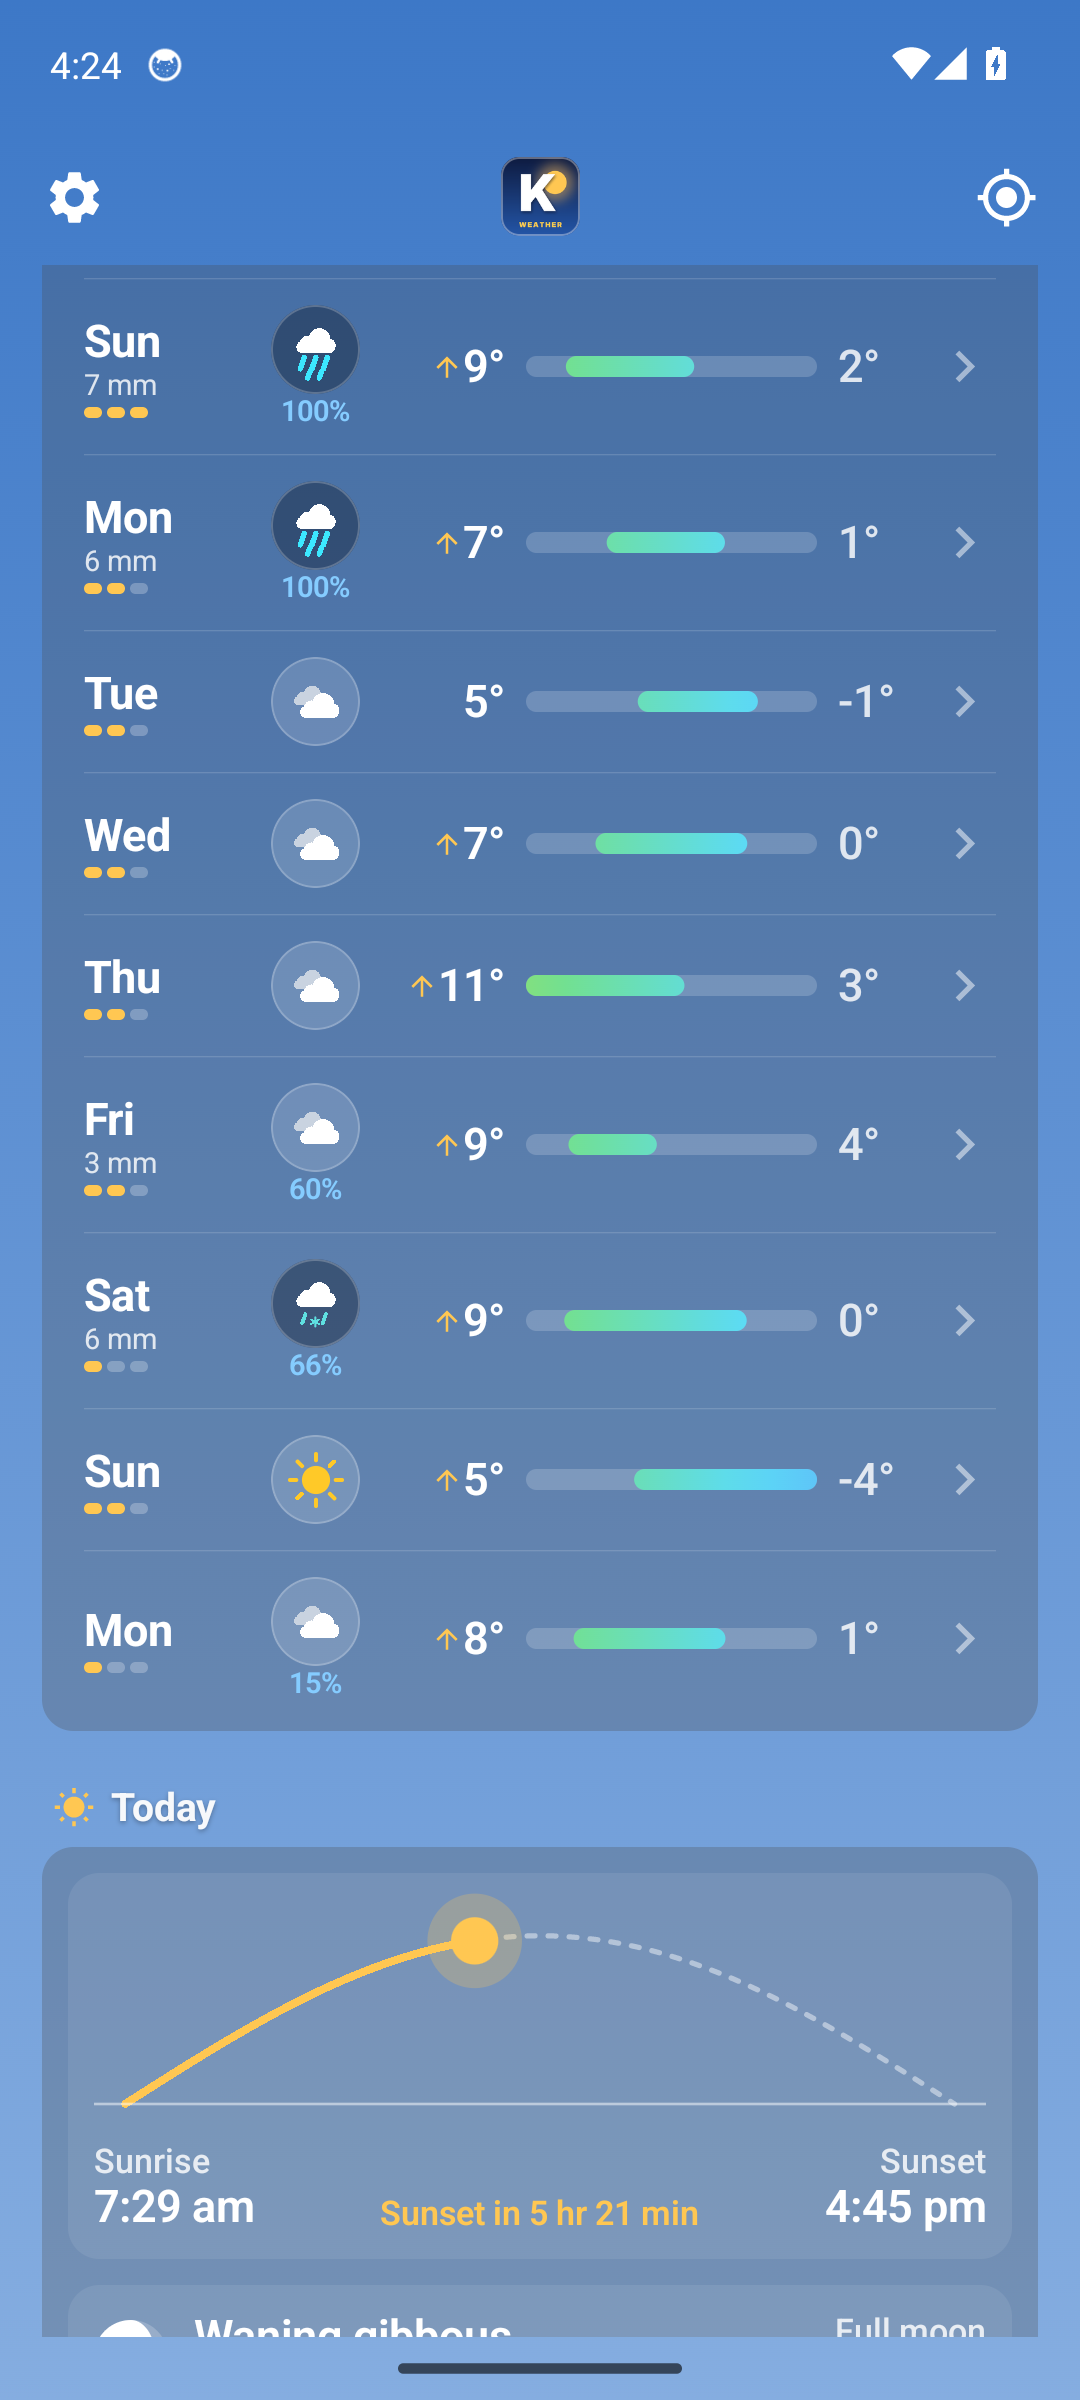 4:24
K
WEATHER
Sun
7 mm
100%
9°
2°
Mon
6 mm
100%
7°
1°
Tue
5°
-1°
Wed
7°
0°
Thu
11°
3°
Fri
3 mm
60%
9°
4°
Sat
6 mm
66%
9°
0°
Sun
5°
-4°
Mon
15%
8°
1°
Today
Sunrise
7:29 am
Sunset in 5 hr 21 min
Sunset
4:45 pm
Waning gibbous
Full moon